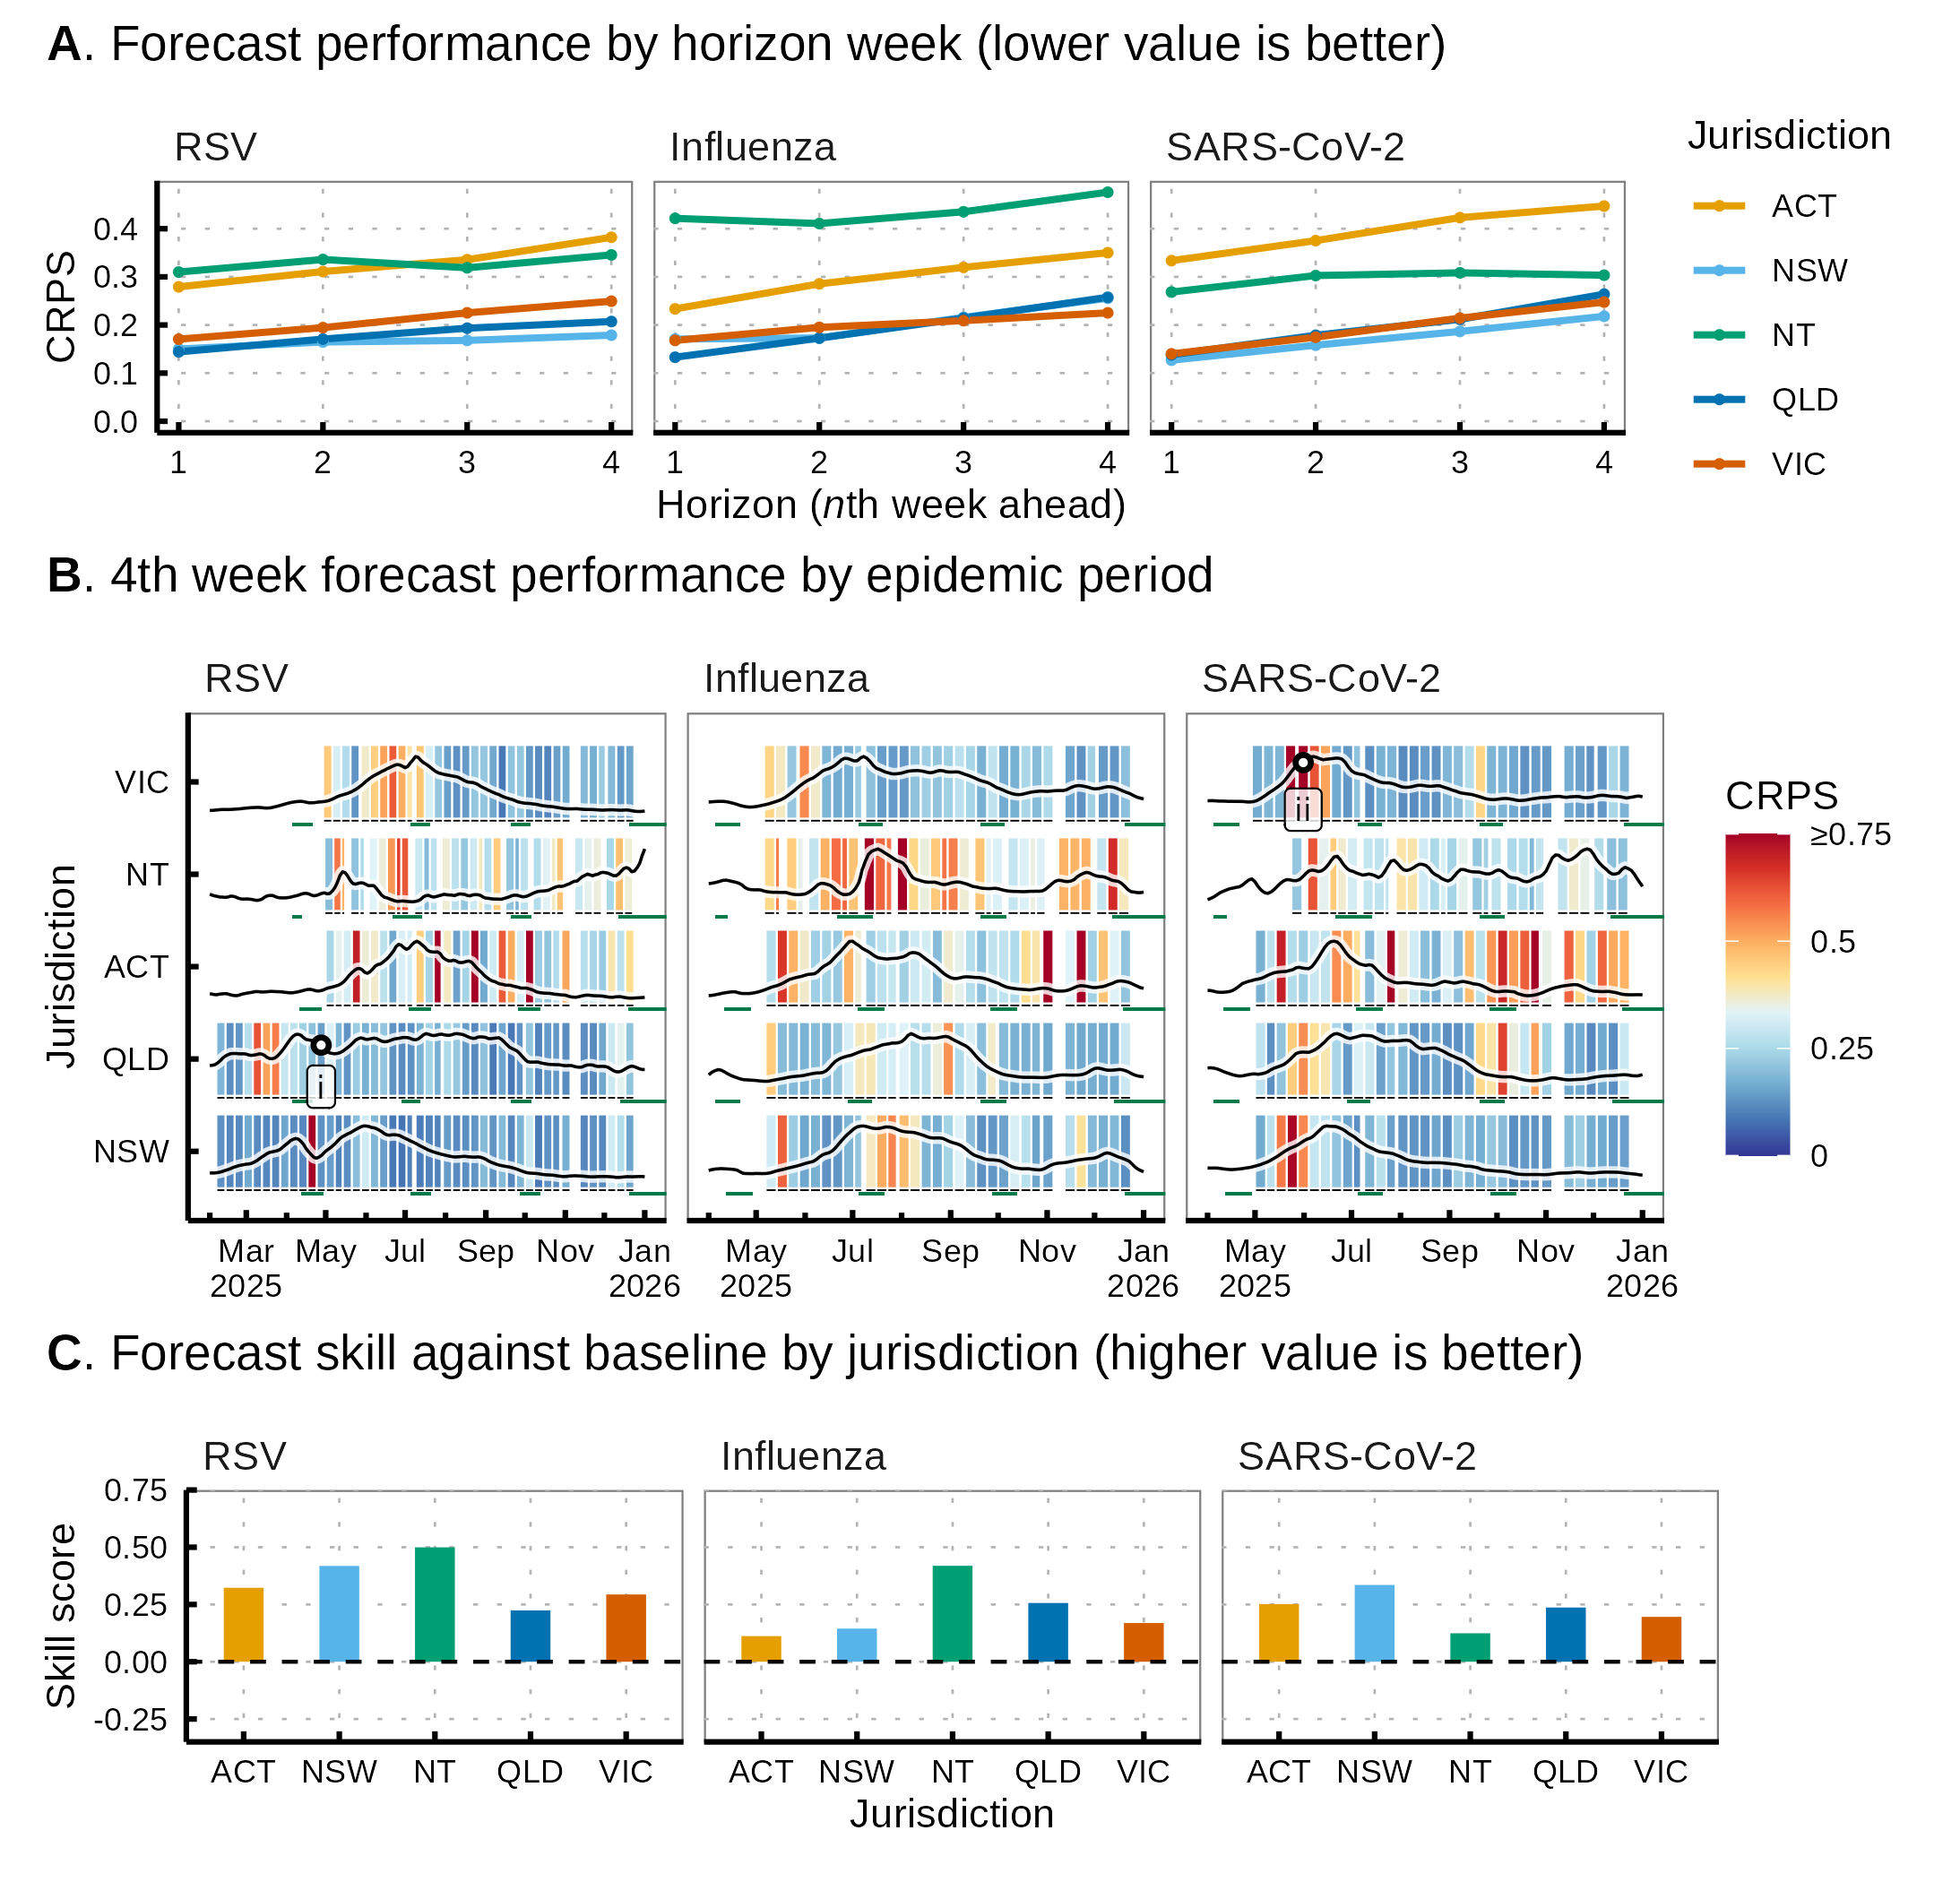 A. Forecast performance by horizon week (lower value is better)
RSV
Influenza
SARS-CoV-2
Jurisdiction
ACT
NSW
NT
QLD
VIC
CRPS
0.4
0.3
0.2
0.1
0.0
1 2 3 4
1 2 3 4
1 2 3 4
Horizon (nth week ahead)
B. 4th week forecast performance by epidemic period
RSV
Influenza
SARS-CoV-2
Jurisdiction
VIC
NT
ACT
QLD
NSW
i
ii
Mar May Jul Sep Nov Jan
2025 2026
May Jul Sep Nov Jan
2025 2026
May Jul Sep Nov Jan
2025 2026
CRPS
≥0.75
0.5
0.25
0
C. Forecast skill against baseline by jurisdiction (higher value is better)
RSV
Influenza
SARS-CoV-2
Skill score
0.75
0.50
0.25
0.00
-0.25
ACT NSW NT QLD VIC
ACT NSW NT QLD VIC
ACT NSW NT QLD VIC
Jurisdiction